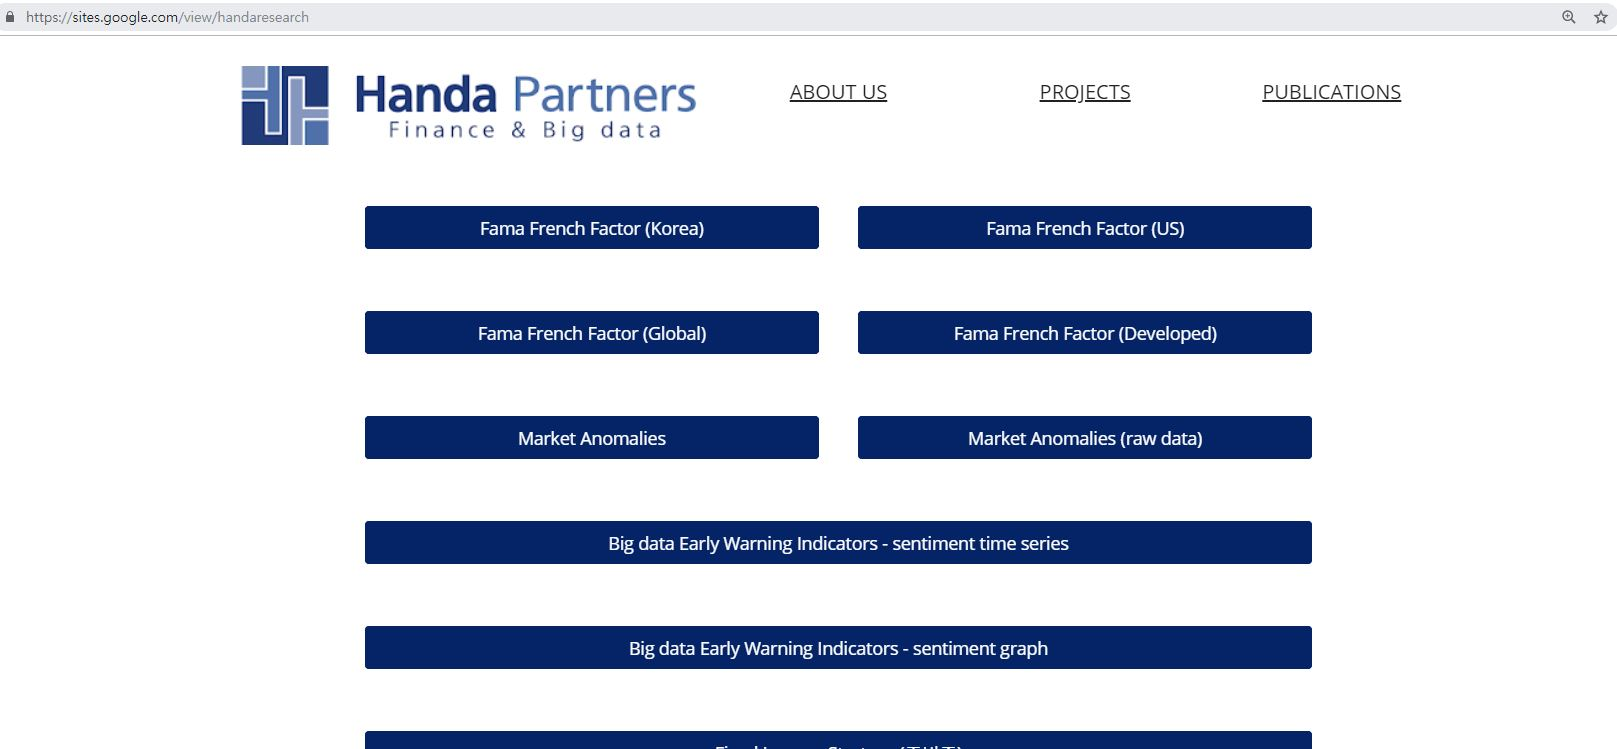 https://sites.google.com/view/handaresearch
Handa Partners
Finance & Big data
ABOUT US
PROJECTS
PUBLICATIONS
Fama French Factor (Korea)
Fama French Factor (US)
Fama French Factor (Global)
Fama French Factor (Developed)
Market Anomalies
Market Anomalies (raw data)
Big data Early Warning Indicators - sentiment time series
Big data Early Warning Indicators - sentiment graph